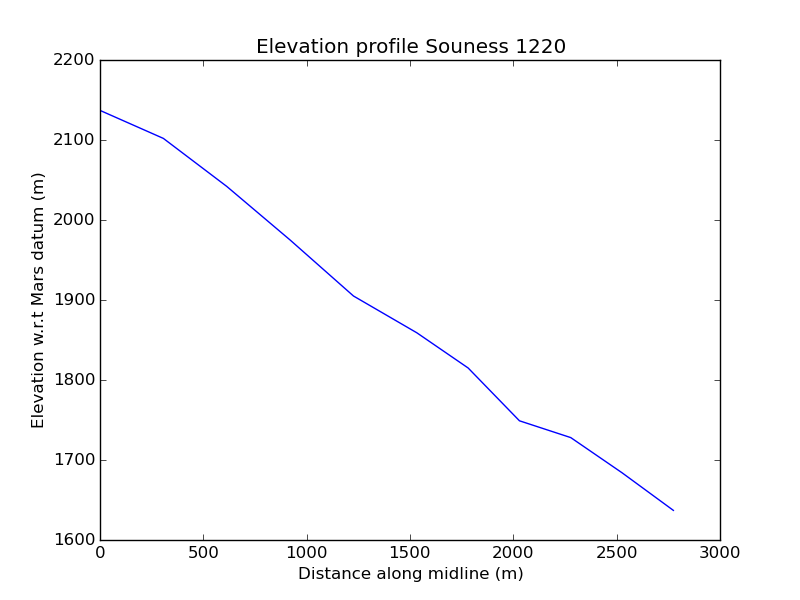 Elevation profile Souness 1220
2200
2100
2000
1900
1800
1700
1600
Elevation w.r.t Mars datum (m)
0 500 1000 1500 2000 2500 3000
Distance along midline (m)